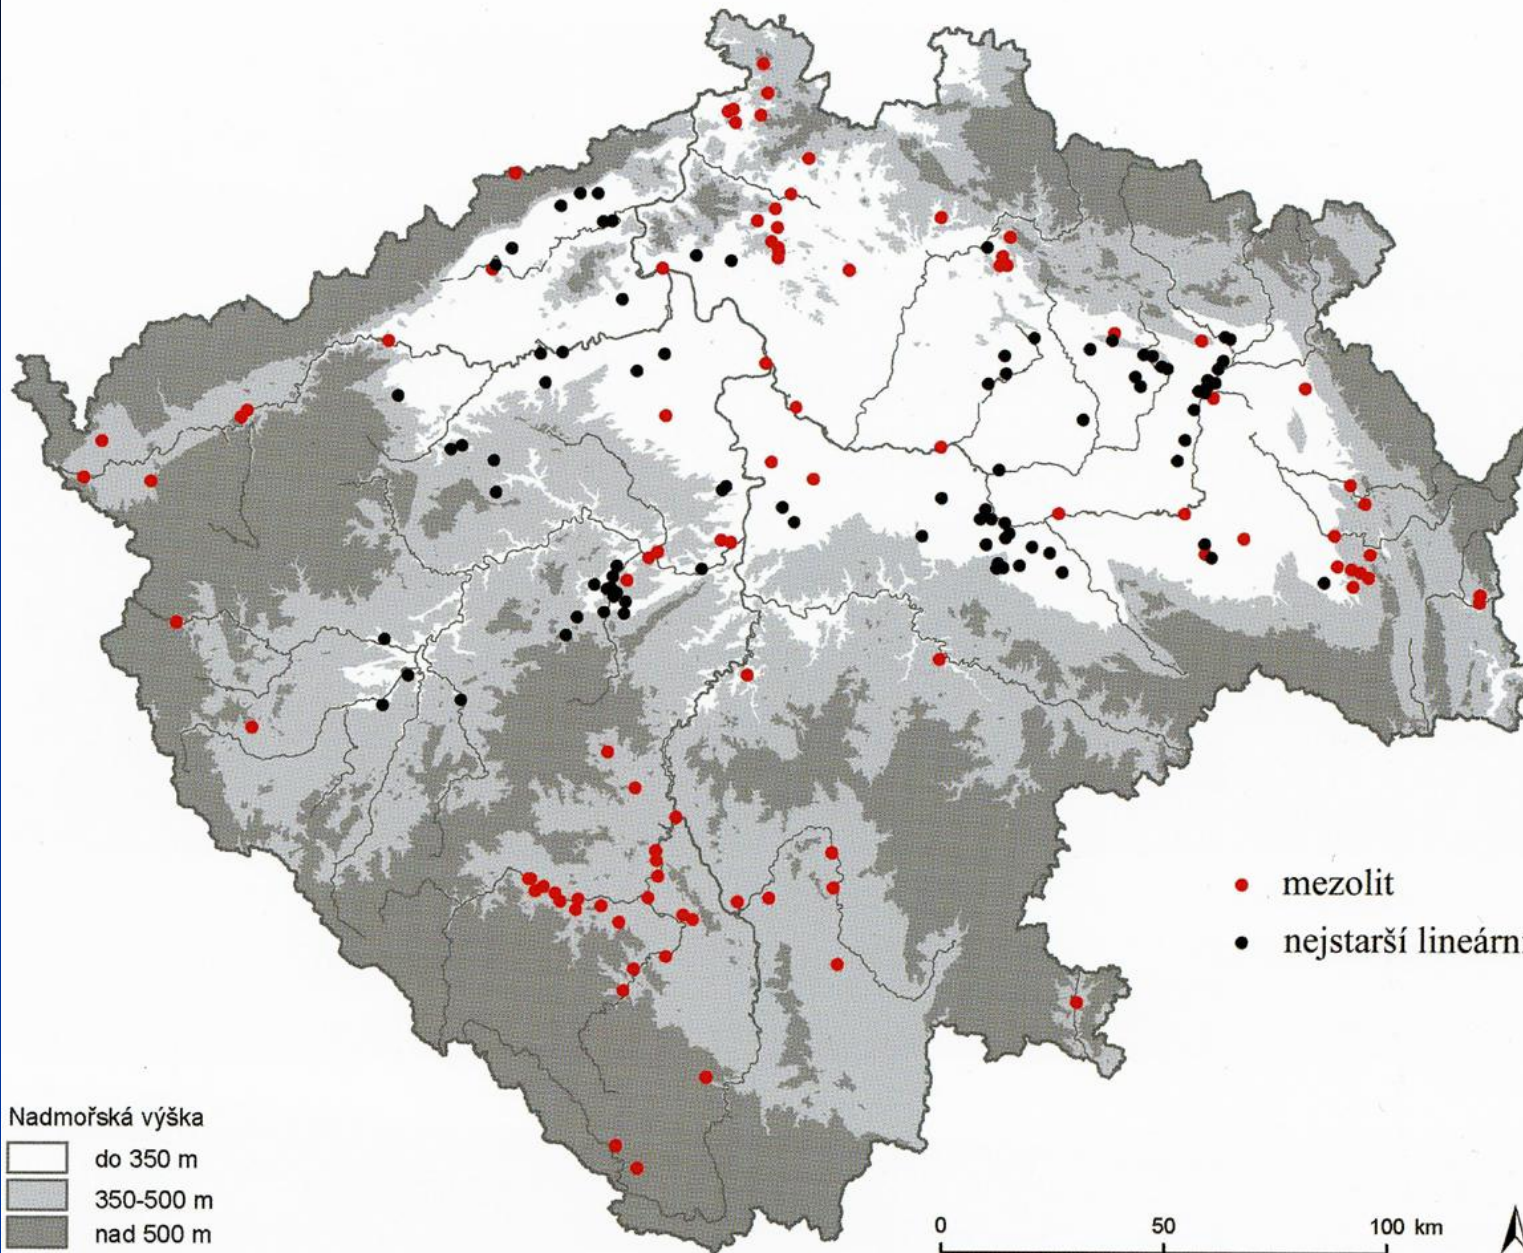 mezolit
nejstarší lineární
Nadmořská výška
do 350 m
350-500 m
nad 500 m
0 50 100 km